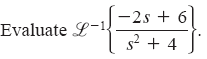 Evaluate ℒ⁻¹{(-2s + 6)/(s² + 4)}.